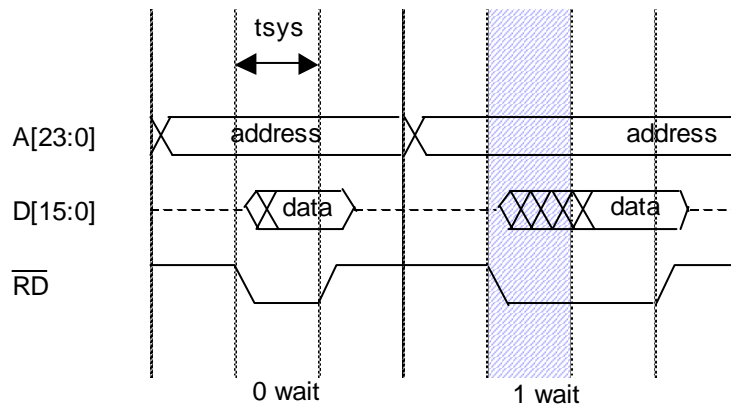 tsys
A[23:0] address address
D[15:0] data data
RD
0 wait 1 wait